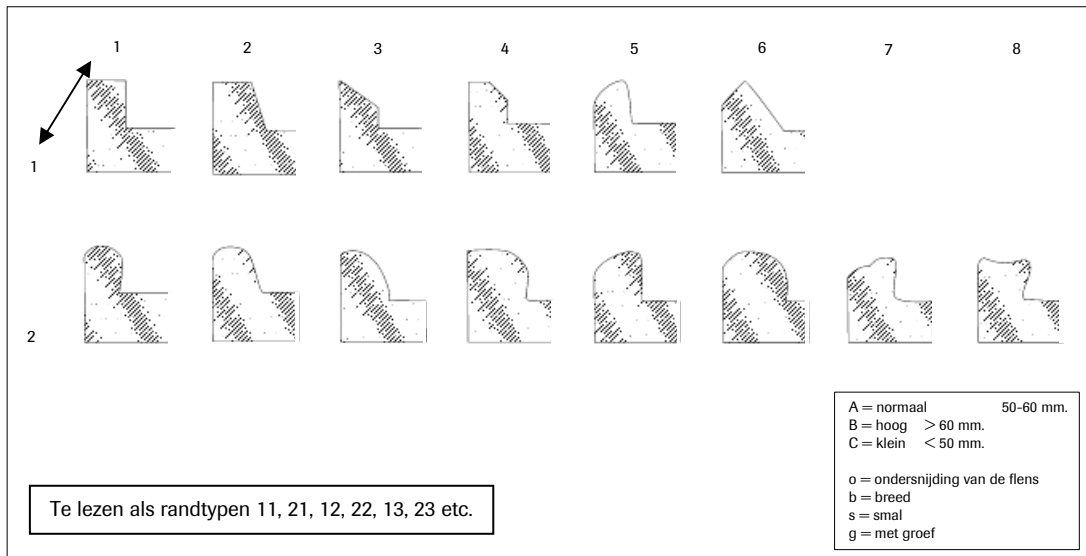 1 2 3 4 5 6 7 8
1
2
A = normaal 50-60 mm.
B = hoog > 60 mm.
C = klein < 50 mm.
o = ondersnijding van de flens
b = breed
s = smal
g = met groef
Te lezen als randtypen 11, 21, 12, 22, 13, 23 etc.